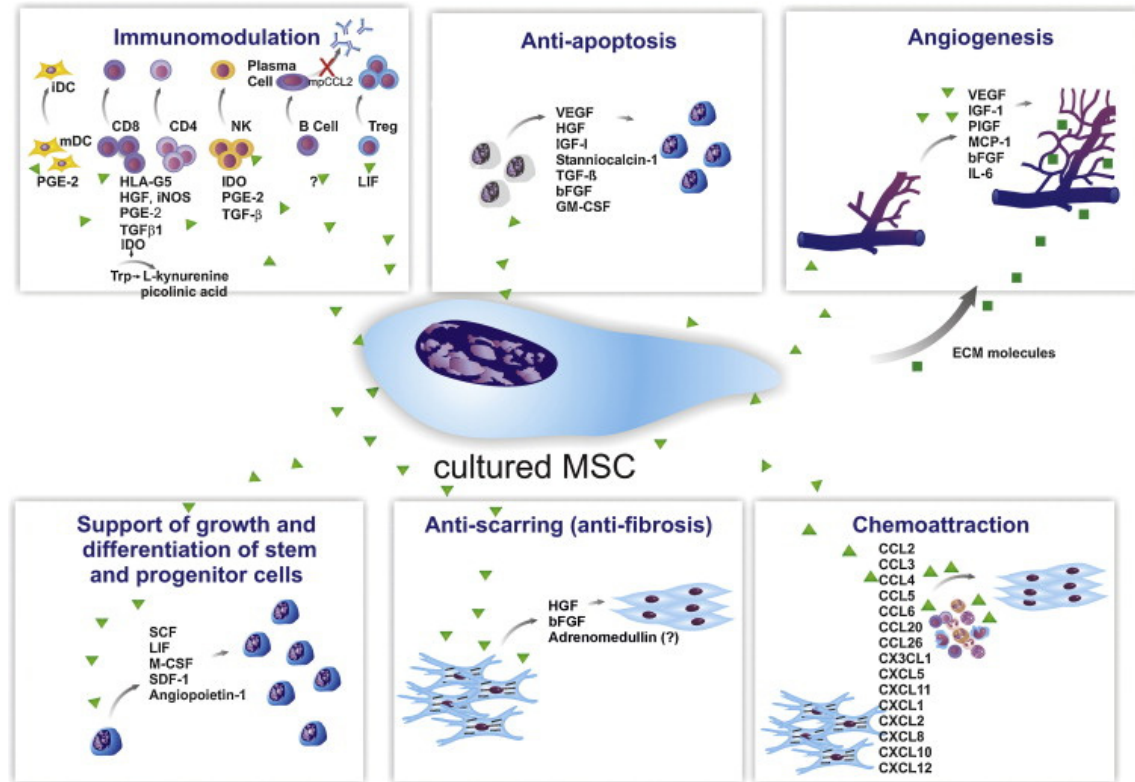 Immunomodulation
iDC
mDC
PGE-2
CD8
HLA-G5
HGF, iNOS
PGE-2
TGFβ1
IDO
Trp→L-kynurenine
picolinic acid
CD4
NK
IDO
PGE-2
TGF-β
Plasma
Cell
mpCCL2
B Cell
?
Treg
LIF
Anti-apoptosis
VEGF
HGF
IGF-I
Stanniocalcin-1
TGF-ß
bFGF
GM-CSF
Angiogenesis
VEGF
IGF-1
PIGF
MCP-1
bFGF
IL-6
ECM molecules
cultured MSC
Support of growth and
differentiation of stem
and progenitor cells
SCF
LIF
M-CSF
SDF-1
Angiopoietin-1
Anti-scarring (anti-fibrosis)
HGF
bFGF
Adrenomedullin (?)
Chemoattraction
CCL2
CCL3
CCL4
CCL5
CCL6
CCL20
CCL26
CX3CL1
CXCL5
CXCL11
CXCL1
CXCL2
CXCL8
CXCL10
CXCL12